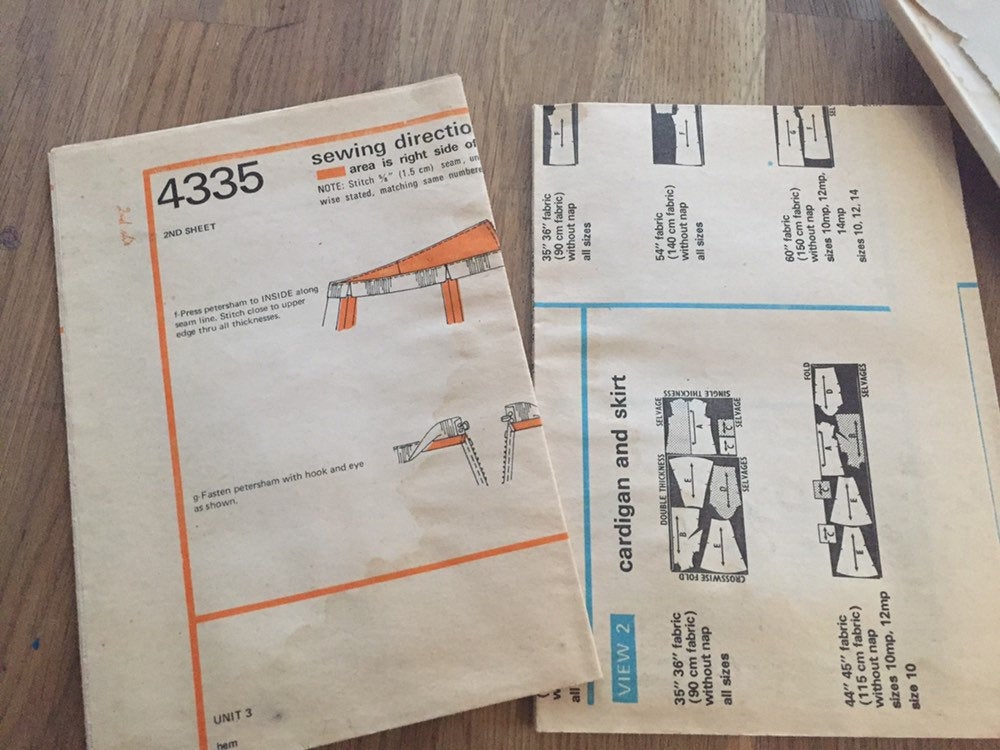 4335
2ND SHEET
sewing directio
area is right side of
NOTE: Stitch ⅝" (1.5 cm) seam, un
wise stated, matching same numbere
f-Press petersham to INSIDE along
seam line. Stitch close to upper
edge thru all thicknesses.
g-Fasten petersham with hook and eye
as shown.
UNIT 3
hem
35" 36" fabric
(90 cm fabric)
without nap
all sizes
F
54" fabric
(140 cm fabric)
without nap
all sizes
F
60" fabric
(150 cm fabric)
without nap
sizes 10mp, 12mp,
14mp
sizes 10, 12, 14
G
F
SEL
VIEW 2
cardigan and skirt
35" 36" fabric
(90 cm fabric)
without nap
all sizes
DOUBLE THICKNESS
SELVAGE
SINGLE THICKNESS
SELVAGE
SELVAGES
CROSSWISE FOLD
A
C
C
E
D
B
E
44" 45" fabric
(115 cm fabric)
without nap
sizes 10mp, 12mp
size 10
FOLD
SELVAGES
D
A
B
C
E
C
E
w
al